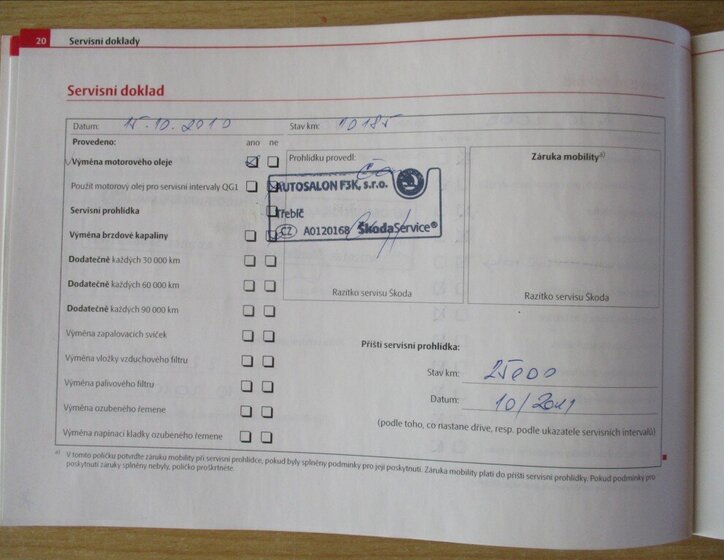 20 Servisní doklady
Servisní doklad
Datum: 15.10.2010 Stav km: 10185
Provedeno: ano ne
Výměna motorového oleje
Použit motorový olej pro servisní intervaly QG1
Servisní prohlídka
Výměna brzdové kapaliny
Dodatečně každých 30 000 km
Dodatečně každých 60 000 km
Dodatečně každých 90 000 km
Výměna zapalovacích svíček
Výměna vložky vzduchového filtru
Výměna palivového filtru
Výměna ozubeného řemene
Výměna napínací kladky ozubeného řemene
Prohlídku provedl:
AUTOSALON F3K, s.r.o.
Třebíč
CZ A0120168 ŠkodaService®
Razítko servisu Škoda
Záruka mobility a)
Razítko servisu Škoda
Příští servisní prohlídka:
Stav km: 25000
Datum: 10/2011
(podle toho, co nastane dříve, resp. podle ukazatele servisních intervalů)
a) V tomto políčku potvrďte záruku mobility při servisní prohlídce, pokud byly splněny podmínky pro její poskytnutí. Záruka mobility platí do příští servisní prohlídky. Pokud podmínky pro
poskytnutí záruky splněny nebyly, políčko proškrtněte.